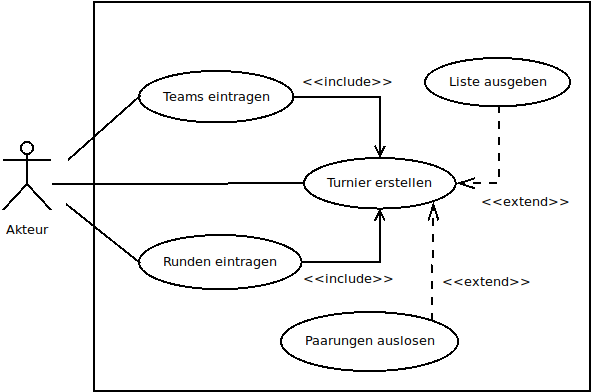 <<include>>
Liste ausgeben
Teams eintragen
Turnier erstellen
<<extend>>
Akteur
Runden eintragen
<<include>>
<<extend>>
Paarungen auslosen